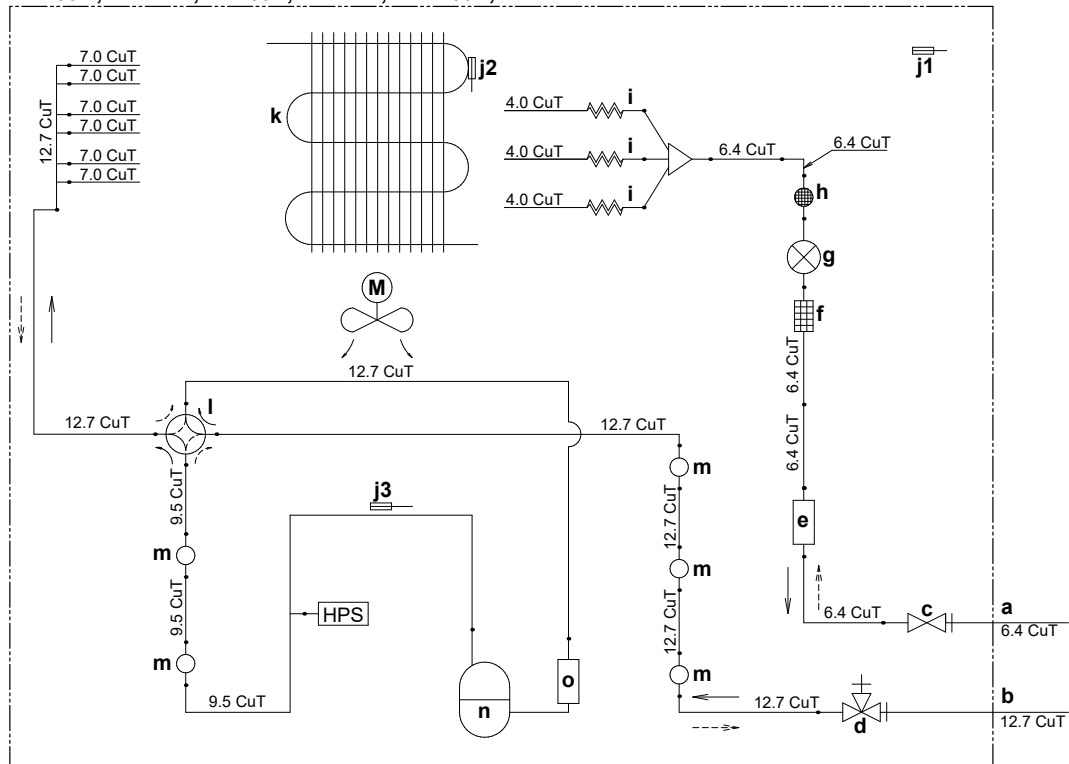 7.0 CuT
7.0 CuT
7.0 CuT
7.0 CuT
7.0 CuT
7.0 CuT
12.7 CuT
k
j2
j1
4.0 CuT
i
4.0 CuT
i
4.0 CuT
i
6.4 CuT
6.4 CuT
h
g
f
M
12.7 CuT
6.4 CuT
12.7 CuT
l
12.7 CuT
6.4 CuT
9.5 CuT
m
j3
m
12.7 CuT
e
m
9.5 CuT
HPS
12.7 CuT
6.4 CuT
c
a
6.4 CuT
m
9.5 CuT
n
o
m
12.7 CuT
d
b
12.7 CuT